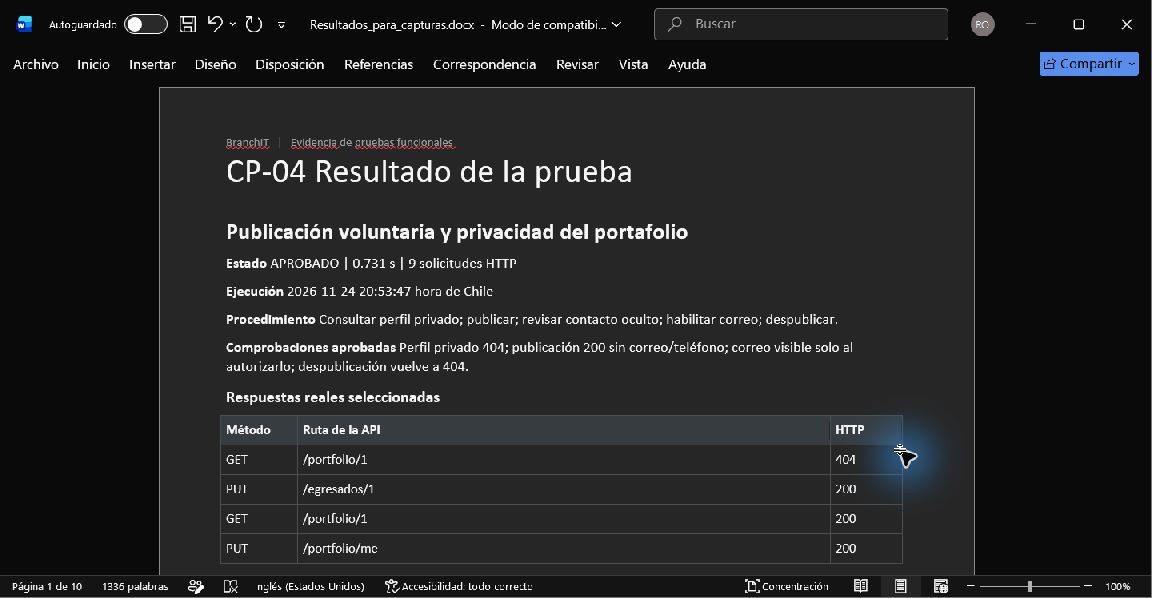 Autoguardado
Resultados_para_capturas.docx - Modo de compatibi...
Buscar
RO
Archivo Inicio Insertar Diseño Disposición Referencias Correspondencia Revisar Vista Ayuda
Compartir
BranchIT | Evidencia de pruebas funcionales
CP-04 Resultado de la prueba
Publicación voluntaria y privacidad del portafolio
Estado APROBADO | 0.731 s | 9 solicitudes HTTP
Ejecución 2026-11-24 20:53:47 hora de Chile
Procedimiento Consultar perfil privado; publicar; revisar contacto oculto; habilitar correo; despublicar.
Comprobaciones aprobadas Perfil privado 404; publicación 200 sin correo/teléfono; correo visible solo al
autorizarlo; despublicación vuelve a 404.
Respuestas reales seleccionadas
Método Ruta de la API HTTP
GET /portfolio/1 404
PUT /egresados/1 200
GET /portfolio/1 200
PUT /portfolio/me 200
Página 1 de 10 1336 palabras nglés (Estados Unidos) Accesibilidad: todo correcto Concentración 100%